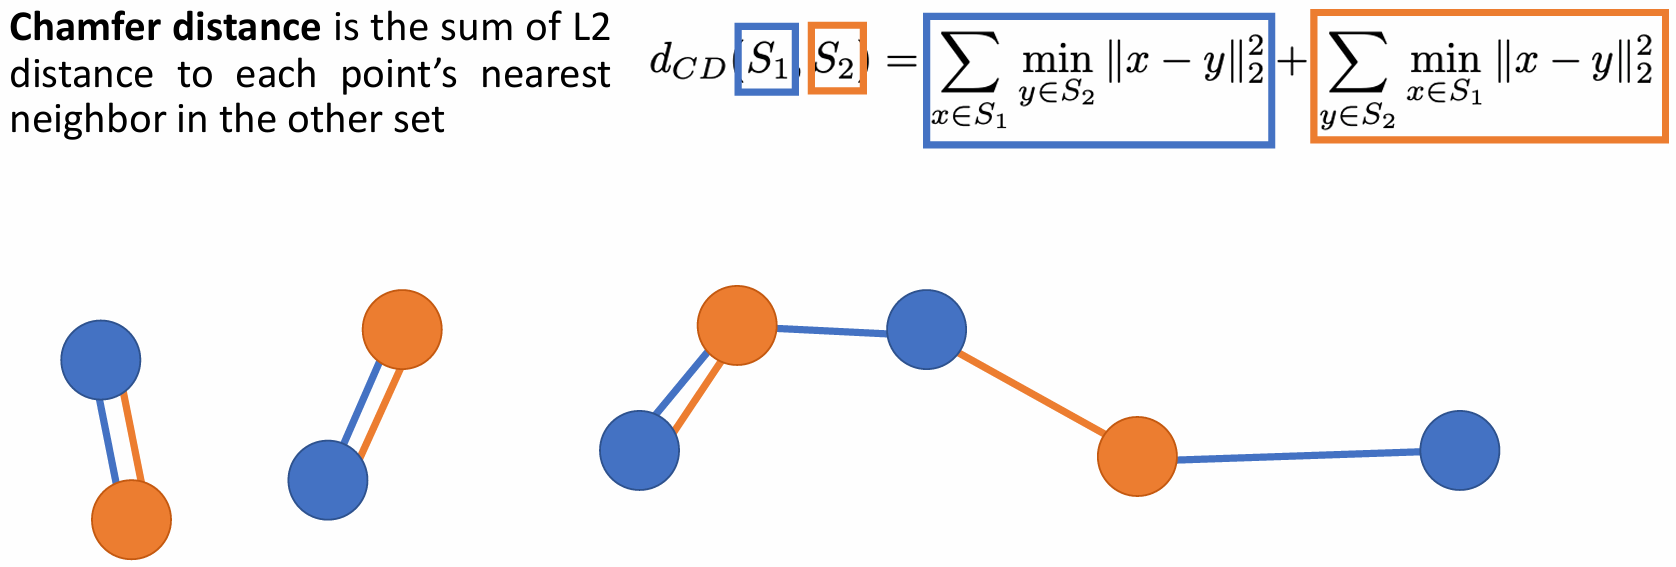 Chamfer distance is the sum of L2
distance to each point's nearest
neighbor in the other set
d_{CD}(S_1, S_2) = \sum_{x \in S_1} \min_{y \in S_2} \|x - y\|_2^2 + \sum_{y \in S_2} \min_{x \in S_1} \|x - y\|_2^2